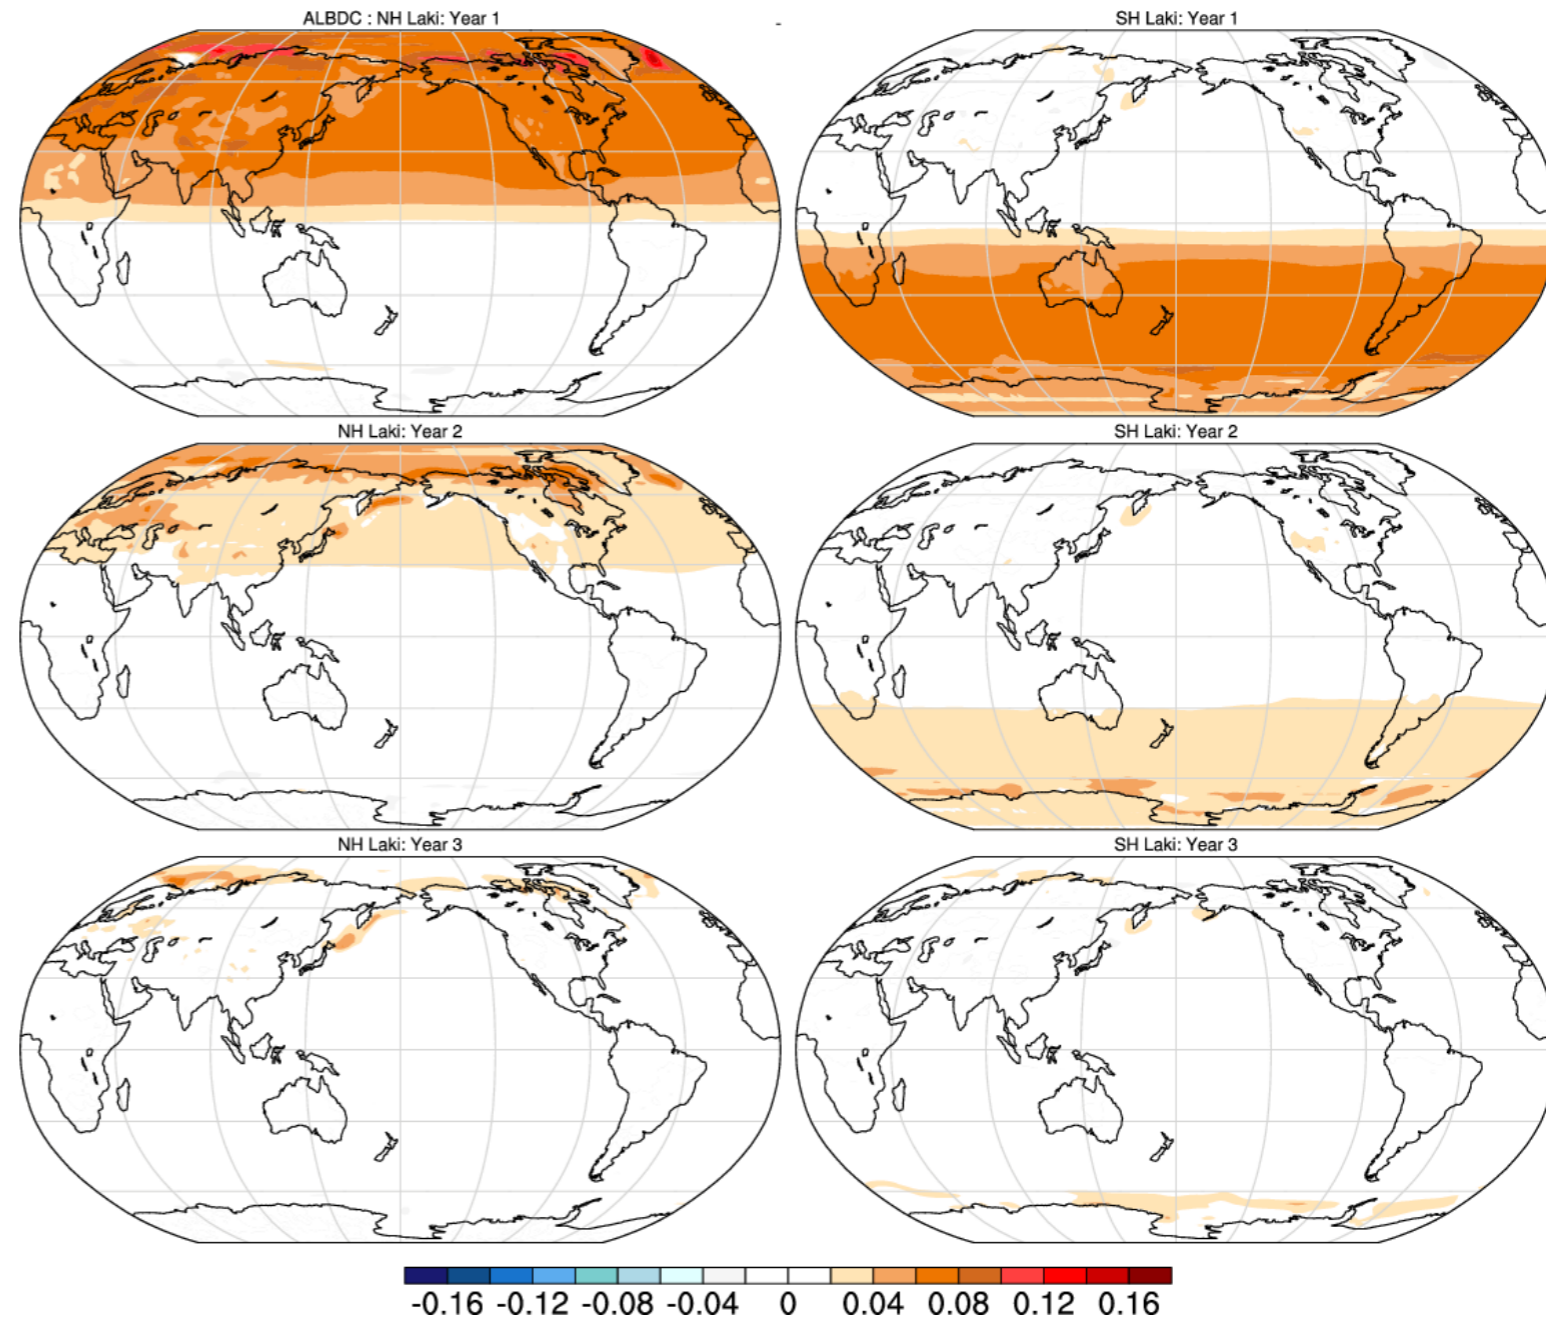 ALBDC : NH Laki: Year 1
SH Laki: Year 1
NH Laki: Year 2
SH Laki: Year 2
NH Laki: Year 3
SH Laki: Year 3
-0.16 -0.12 -0.08 -0.04 0 0.04 0.08 0.12 0.16